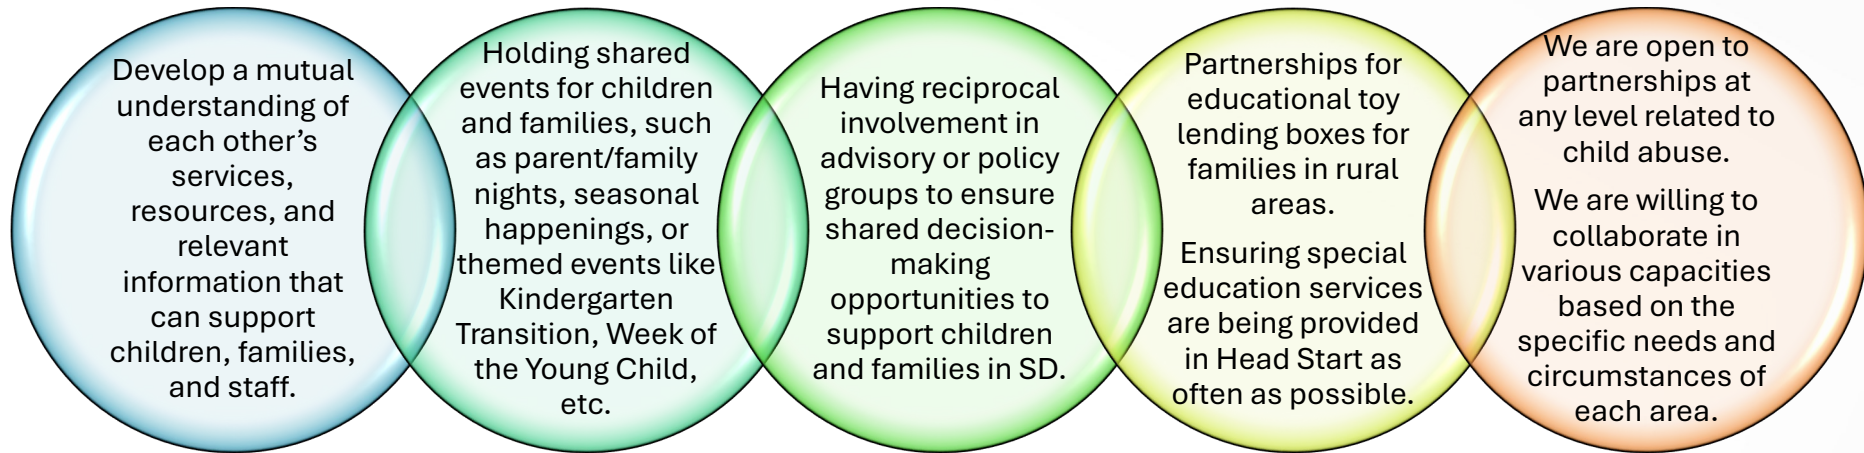 Develop a mutual
understanding of
each other’s
services,
resources, and
relevant
information that
can support
children, families,
and staff.
Holding shared
events for children
and families, such
as parent/family
nights, seasonal
happenings, or
themed events like
Kindergarten
Transition, Week of
the Young Child,
etc.
Having reciprocal
involvement in
advisory or policy
groups to ensure
shared decision-
making
opportunities to
support children
and families in SD.
Partnerships for
educational toy
lending boxes for
families in rural
areas.
Ensuring special
education services
are being provided
in Head Start as
often as possible.
We are open to
partnerships at
any level related to
child abuse.
We are willing to
collaborate in
various capacities
based on the
specific needs and
circumstances of
each area.